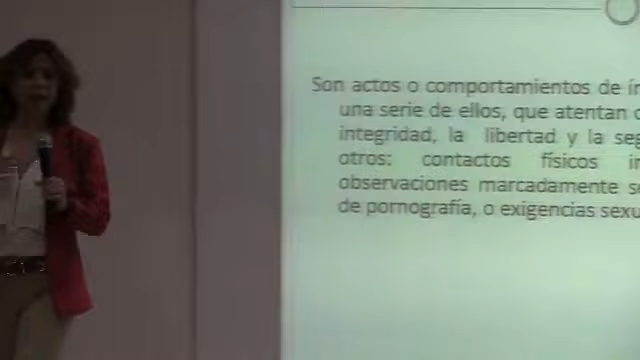 Son actos o comportamientos de
una serie de ellos, que atentan
integridad, la libertad y la
otros: contactos físicos
observaciones marcadamente
de pornografía, o exigencias